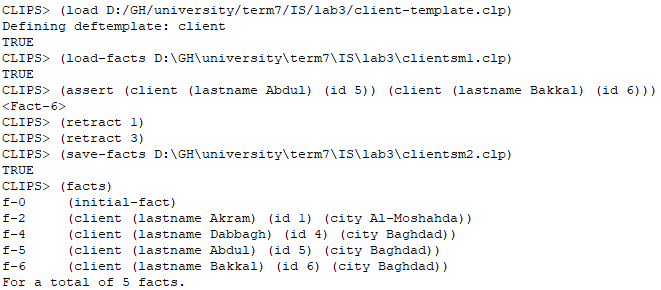 CLIPS> (load D:/GH/university/term7/IS/lab3/client-template.clp)
Defining deftemplate: client
TRUE
CLIPS> (load-facts D:\GH\university\term7\IS\lab3\clientsm1.clp)
TRUE
CLIPS> (assert (client (lastname Abdul) (id 5)) (client (lastname Bakkal) (id 6)))
<Fact-6>
CLIPS> (retract 1)
CLIPS> (retract 3)
CLIPS> (save-facts D:\GH\university\term7\IS\lab3\clientsm2.clp)
TRUE
CLIPS> (facts)
f-0     (initial-fact)
f-2     (client (lastname Akram) (id 1) (city Al-Moshahda))
f-4     (client (lastname Dabbagh) (id 4) (city Baghdad))
f-5     (client (lastname Abdul) (id 5) (city Baghdad))
f-6     (client (lastname Bakkal) (id 6) (city Baghdad))
For a total of 5 facts.